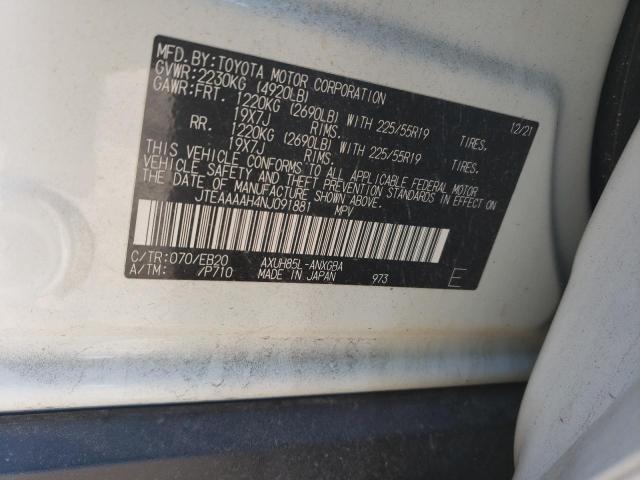 MFD.BY:TOYOTA MOTOR CORPORATION 12/21
GVWR:2230KG (4920LB)
GAWR:FRT. 1220KG (2690LB) WITH 225/55R19 TIRES.
19X7J RIMS.
RR. 1220KG (2690LB) WITH 225/55R19 TIRES.
19X7J RIMS.
THIS VEHICLE CONFORMS TO ALL APPLICABLE FEDERAL MOTOR
VEHICLE SAFETY AND THEFT PREVENTION STANDARDS IN EFFECT ON
THE DATE OF MANUFACTURE SHOWN ABOVE.
JTEAAAAH4NJ091881 MPV
C/TR:070/EB20 AXUH85L-ANXGBA
A/TM: /P710 MADE IN JAPAN 973 E